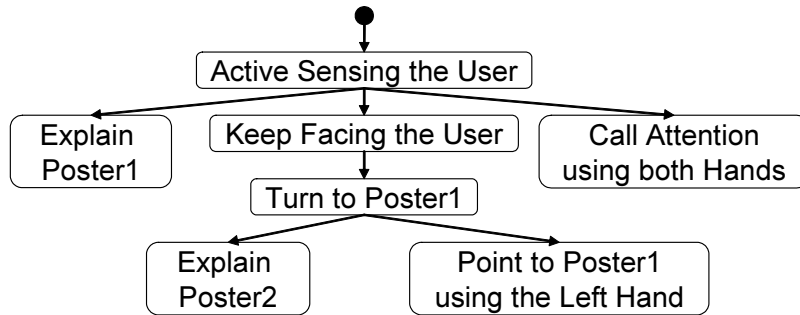 Active Sensing the User
Explain
Poster1
Keep Facing the User
Call Attention
using both Hands
Turn to Poster1
Explain
Poster2
Point to Poster1
using the Left Hand